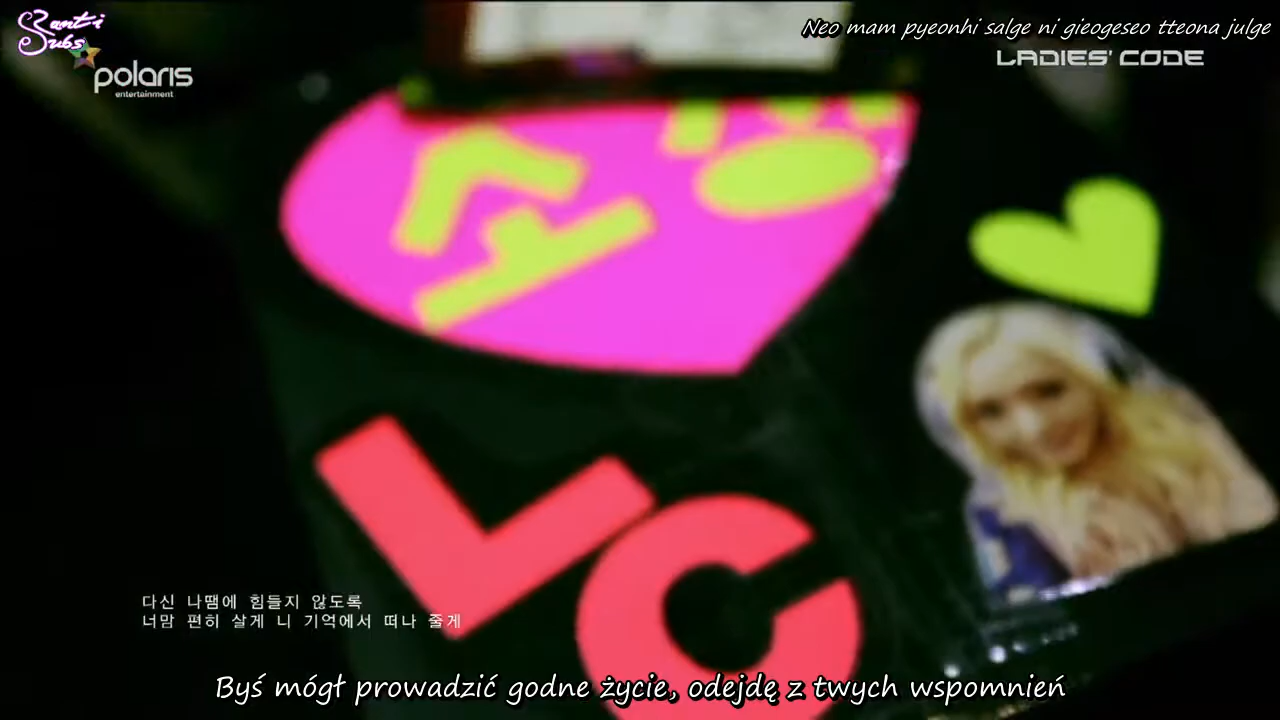 Santi
Subs
polaris
entertainment
Neo mam pyeonhi salge ni gieogeseo tteona julge
LADIES' CODE
소
LC
다신 나땜에 힘들지 않도록
너맘 편히 살게 니 기억에서 떠나 줄게
Byś mógł prowadzić godne życie, odejdę z twych wspomnień